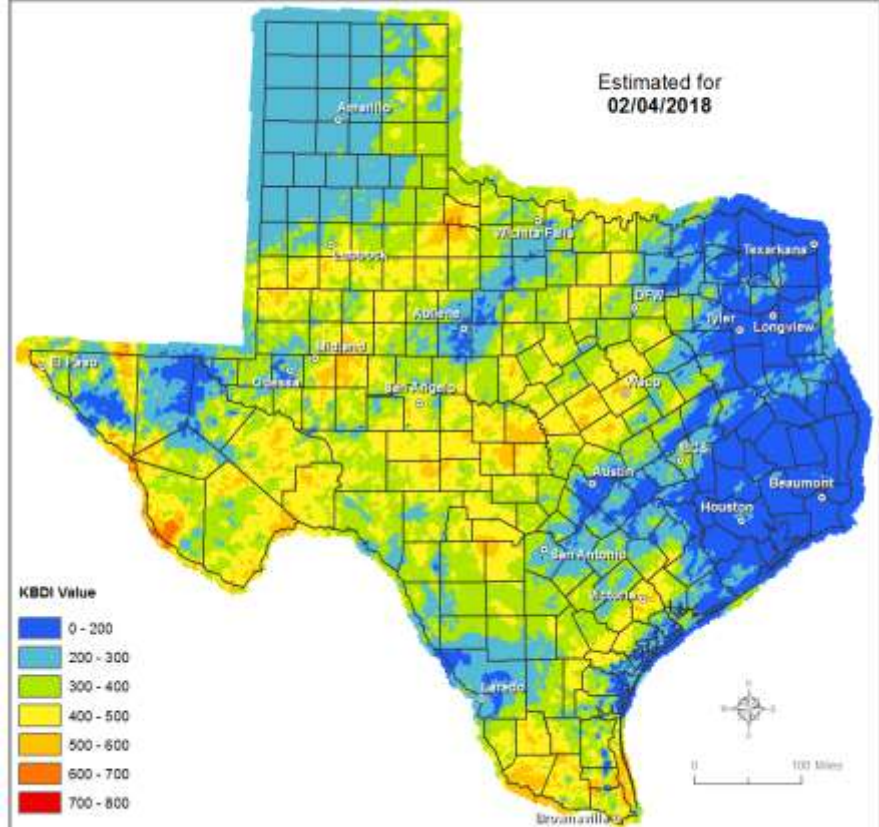 Estimated for
02/04/2018
Amarillo
Wichita Falls
Lubbock
Texarkana
DFW
Abilene
Tyler
Longview
El Paso
Midland
Odessa
San Angelo
Waco
BCS
Austin
Beaumont
Houston
San Antonio
Victoria
Laredo
Brownsville
KBDI Value
0 - 200
200 - 300
300 - 400
400 - 500
500 - 600
600 - 700
700 - 800
0 100 Miles